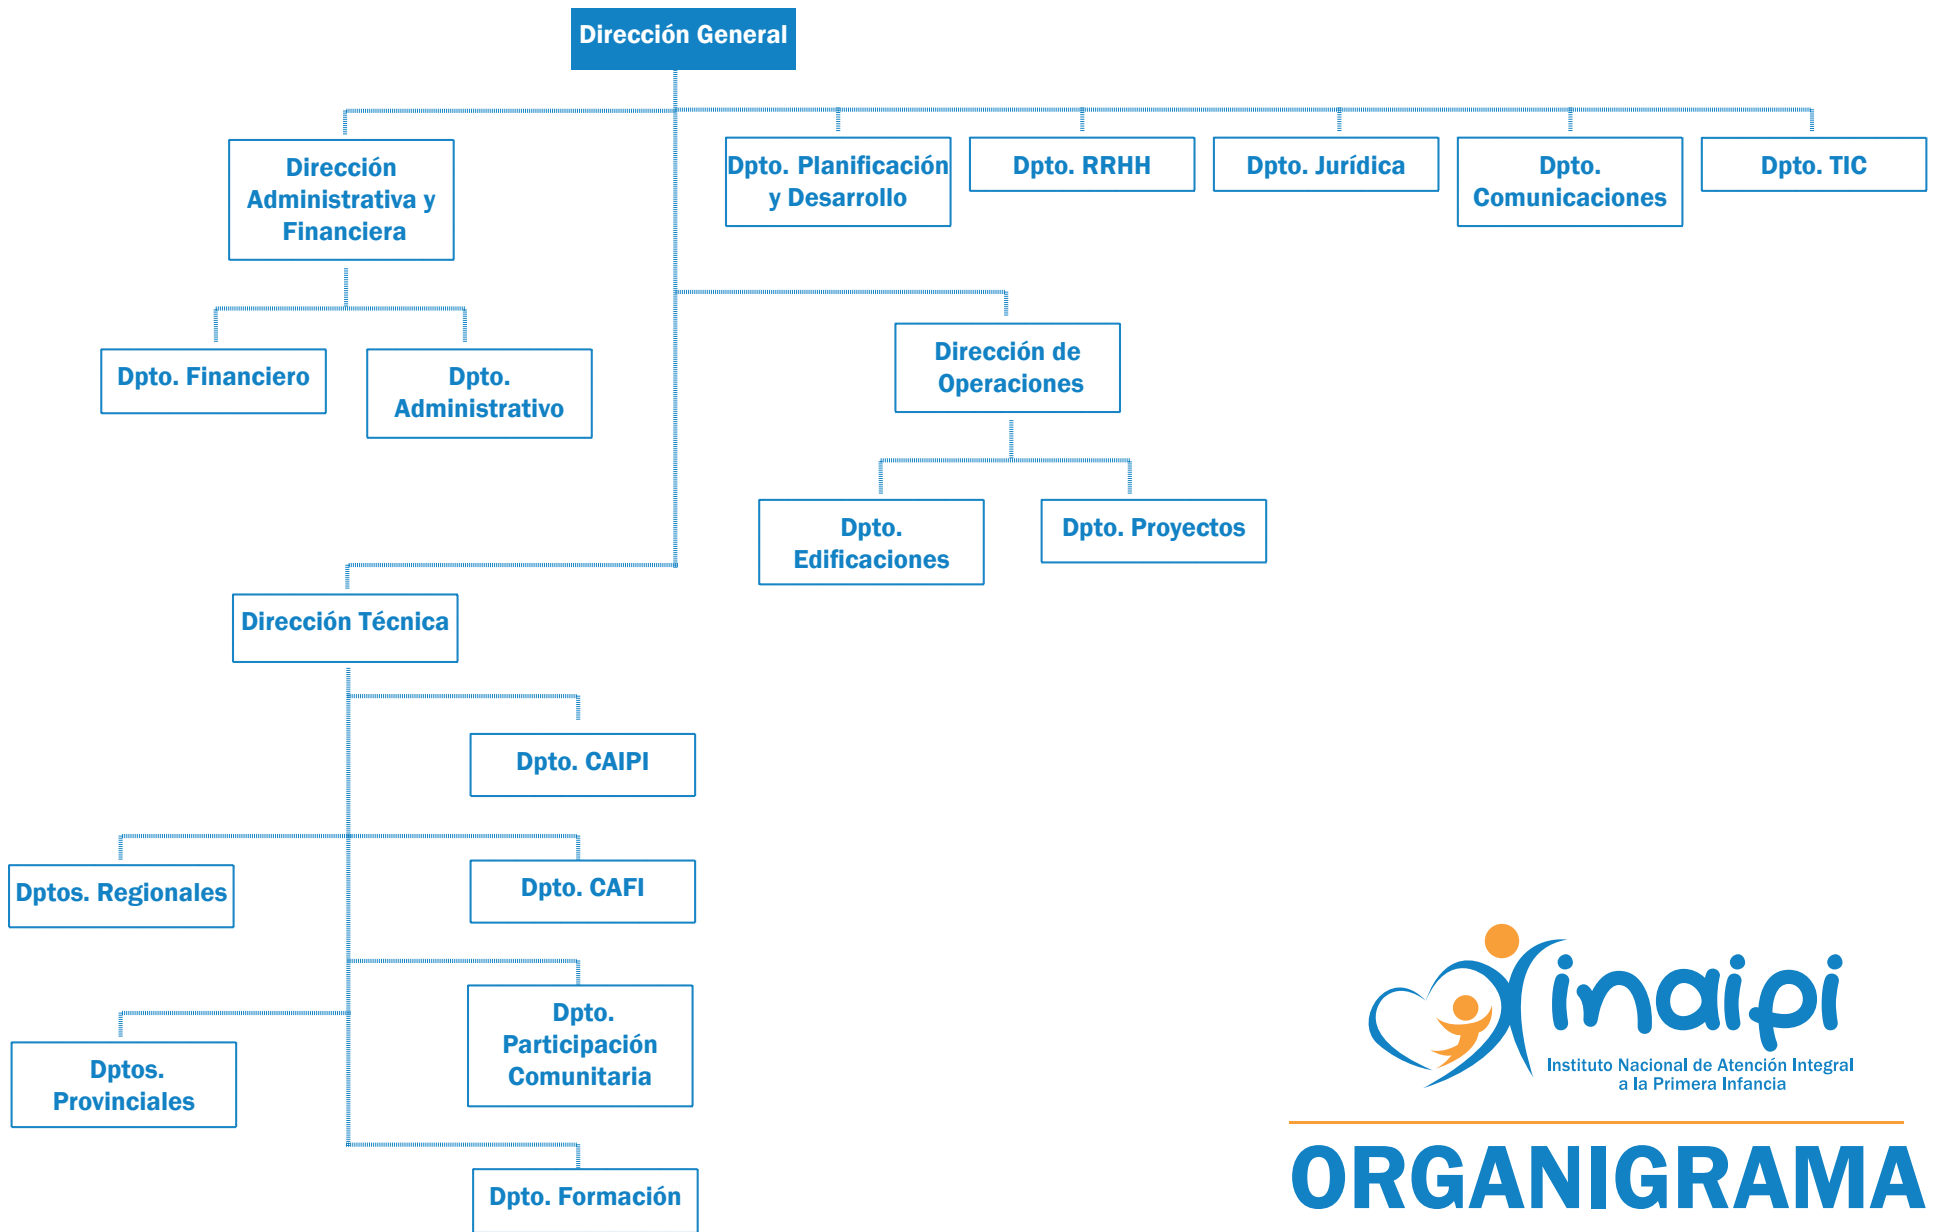 Dirección General
Dirección
Administrativa y
Financiera
Dpto. Planificación
y Desarrollo
Dpto. RRHH
Dpto. Jurídica
Dpto.
Comunicaciones
Dpto. TIC
Dpto. Financiero
Dpto.
Administrativo
Dirección de
Operaciones
Dpto.
Edificaciones
Dpto. Proyectos
Dirección Técnica
Dpto. CAIPI
Dptos. Regionales
Dpto. CAFI
Dptos.
Provinciales
Dpto.
Participación
Comunitaria
Dpto. Formación
inaipi
Instituto Nacional de Atención Integral
a la Primera Infancia
ORGANIGRAMA